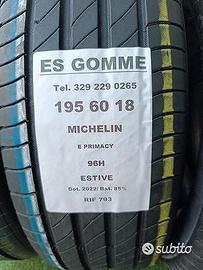 ES GOMME
Tel. 329 229 0265
195 60 18
MICHELIN
E PRIMACY
96H
ESTIVE
Dot. 2022/ Bat. 85%
RIF 793
subito